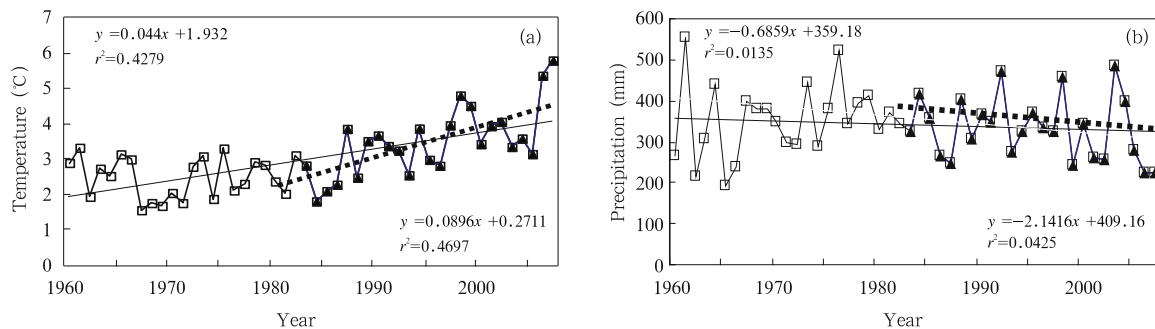 7
6
5
4
3
2
1
0
Temperature (℃)
y =0.044x +1.932
r²=0.4279
(a)
y =0.0896x +0.2711
r²=0.4697
1960 1970 1980 1990 2000
Year
600
500
400
300
200
100
0
Precipitation (mm)
y =−0.6859x +359.18
r²=0.0135
(b)
y =−2.1416x +409.16
r²=0.0425
1960 1970 1980 1990 2000
Year